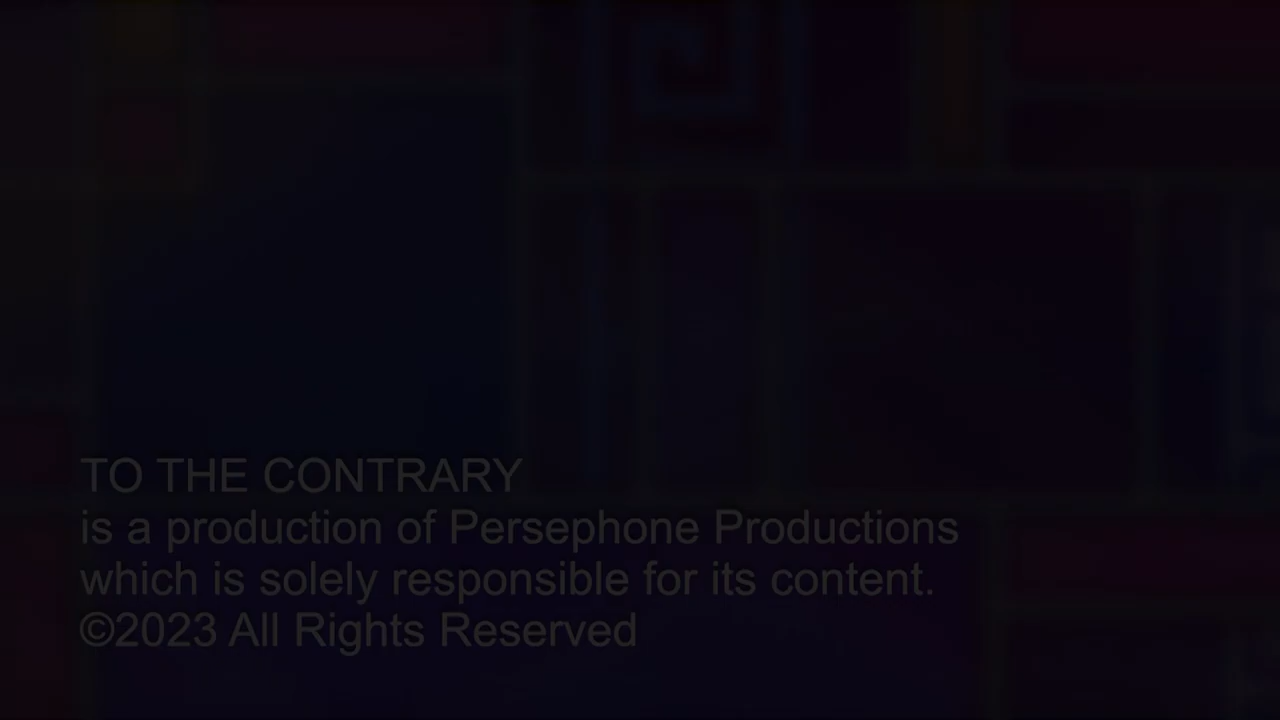 TO THE CONTRARY
is a production of Persephone Productions
which is solely responsible for its content.
©2023 All Rights Reserved